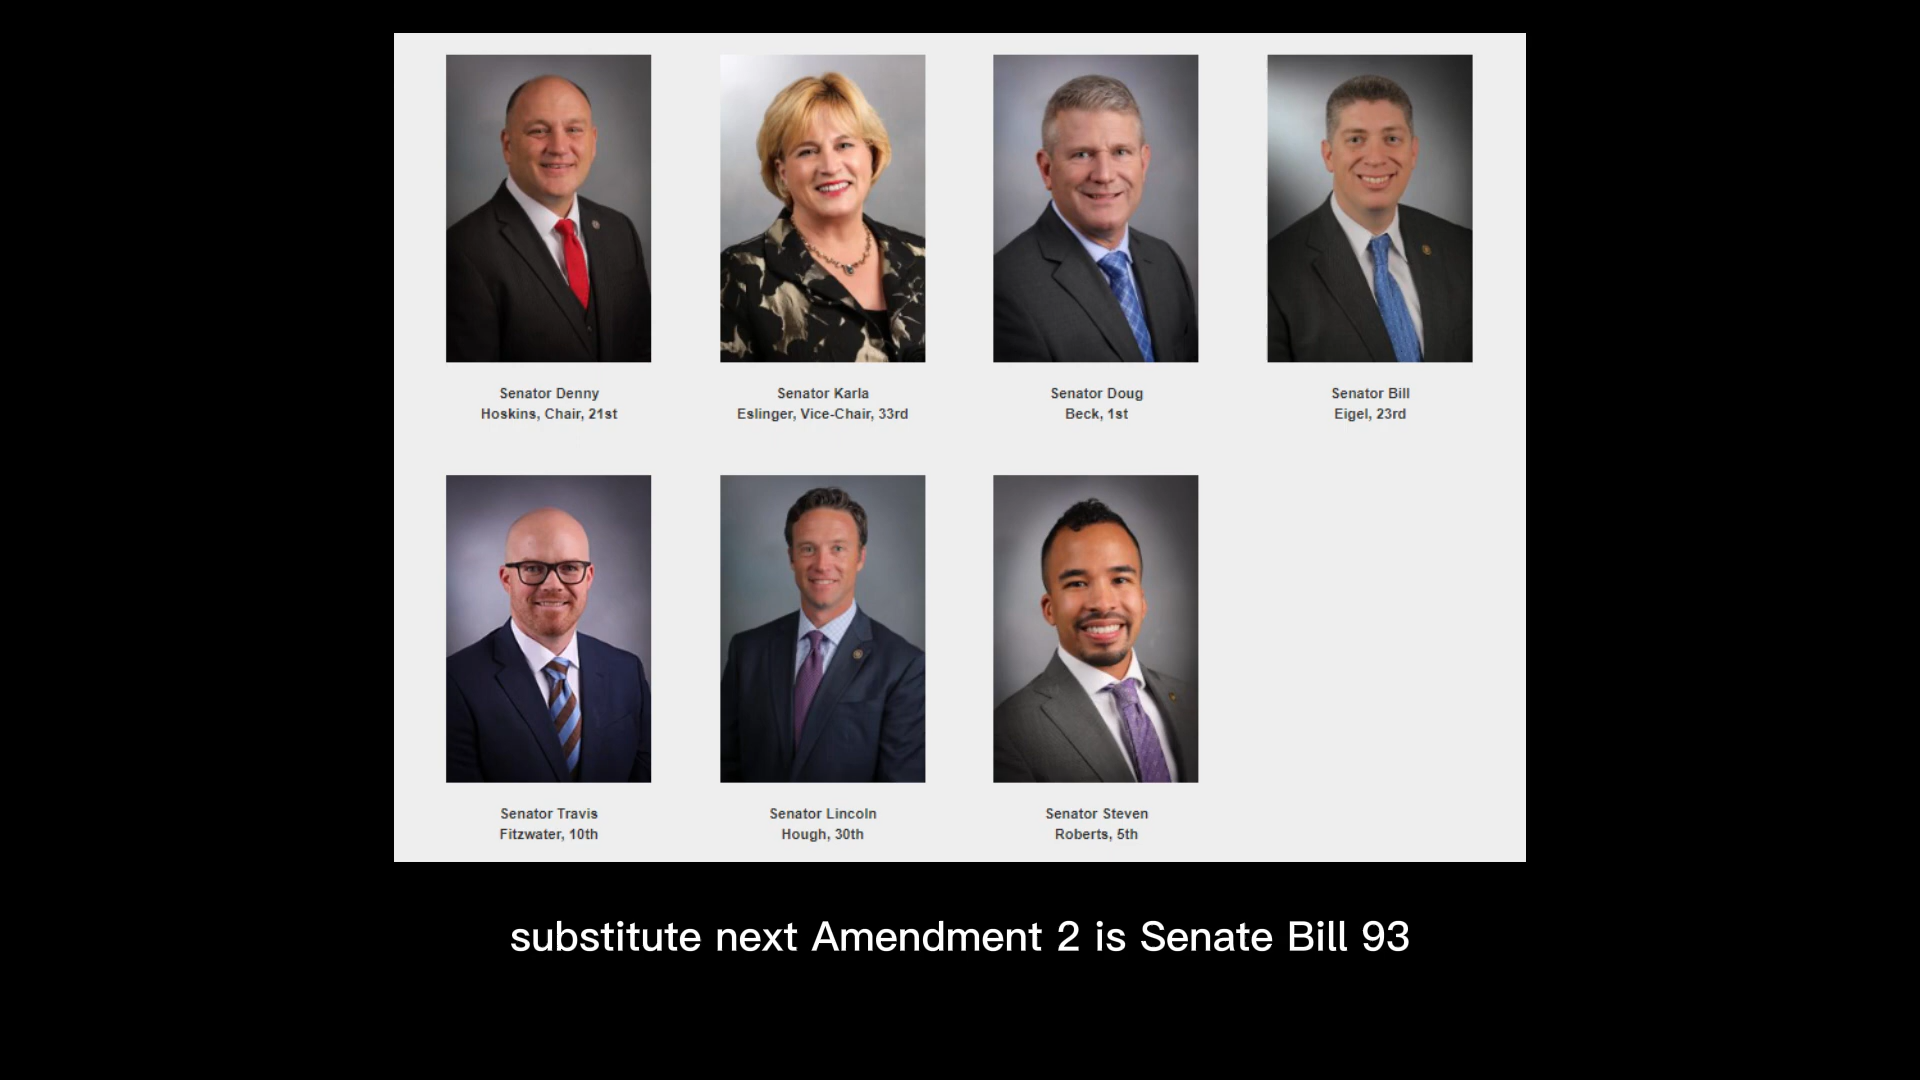 Senator Denny
Hoskins, Chair, 21st
Senator Karla
Eslinger, Vice-Chair, 33rd
Senator Doug
Beck, 1st
Senator Bill
Eigel, 23rd
Senator Travis
Fitzwater, 10th
Senator Lincoln
Hough, 30th
Senator Steven
Roberts, 5th
substitute next Amendment 2 is Senate Bill 93